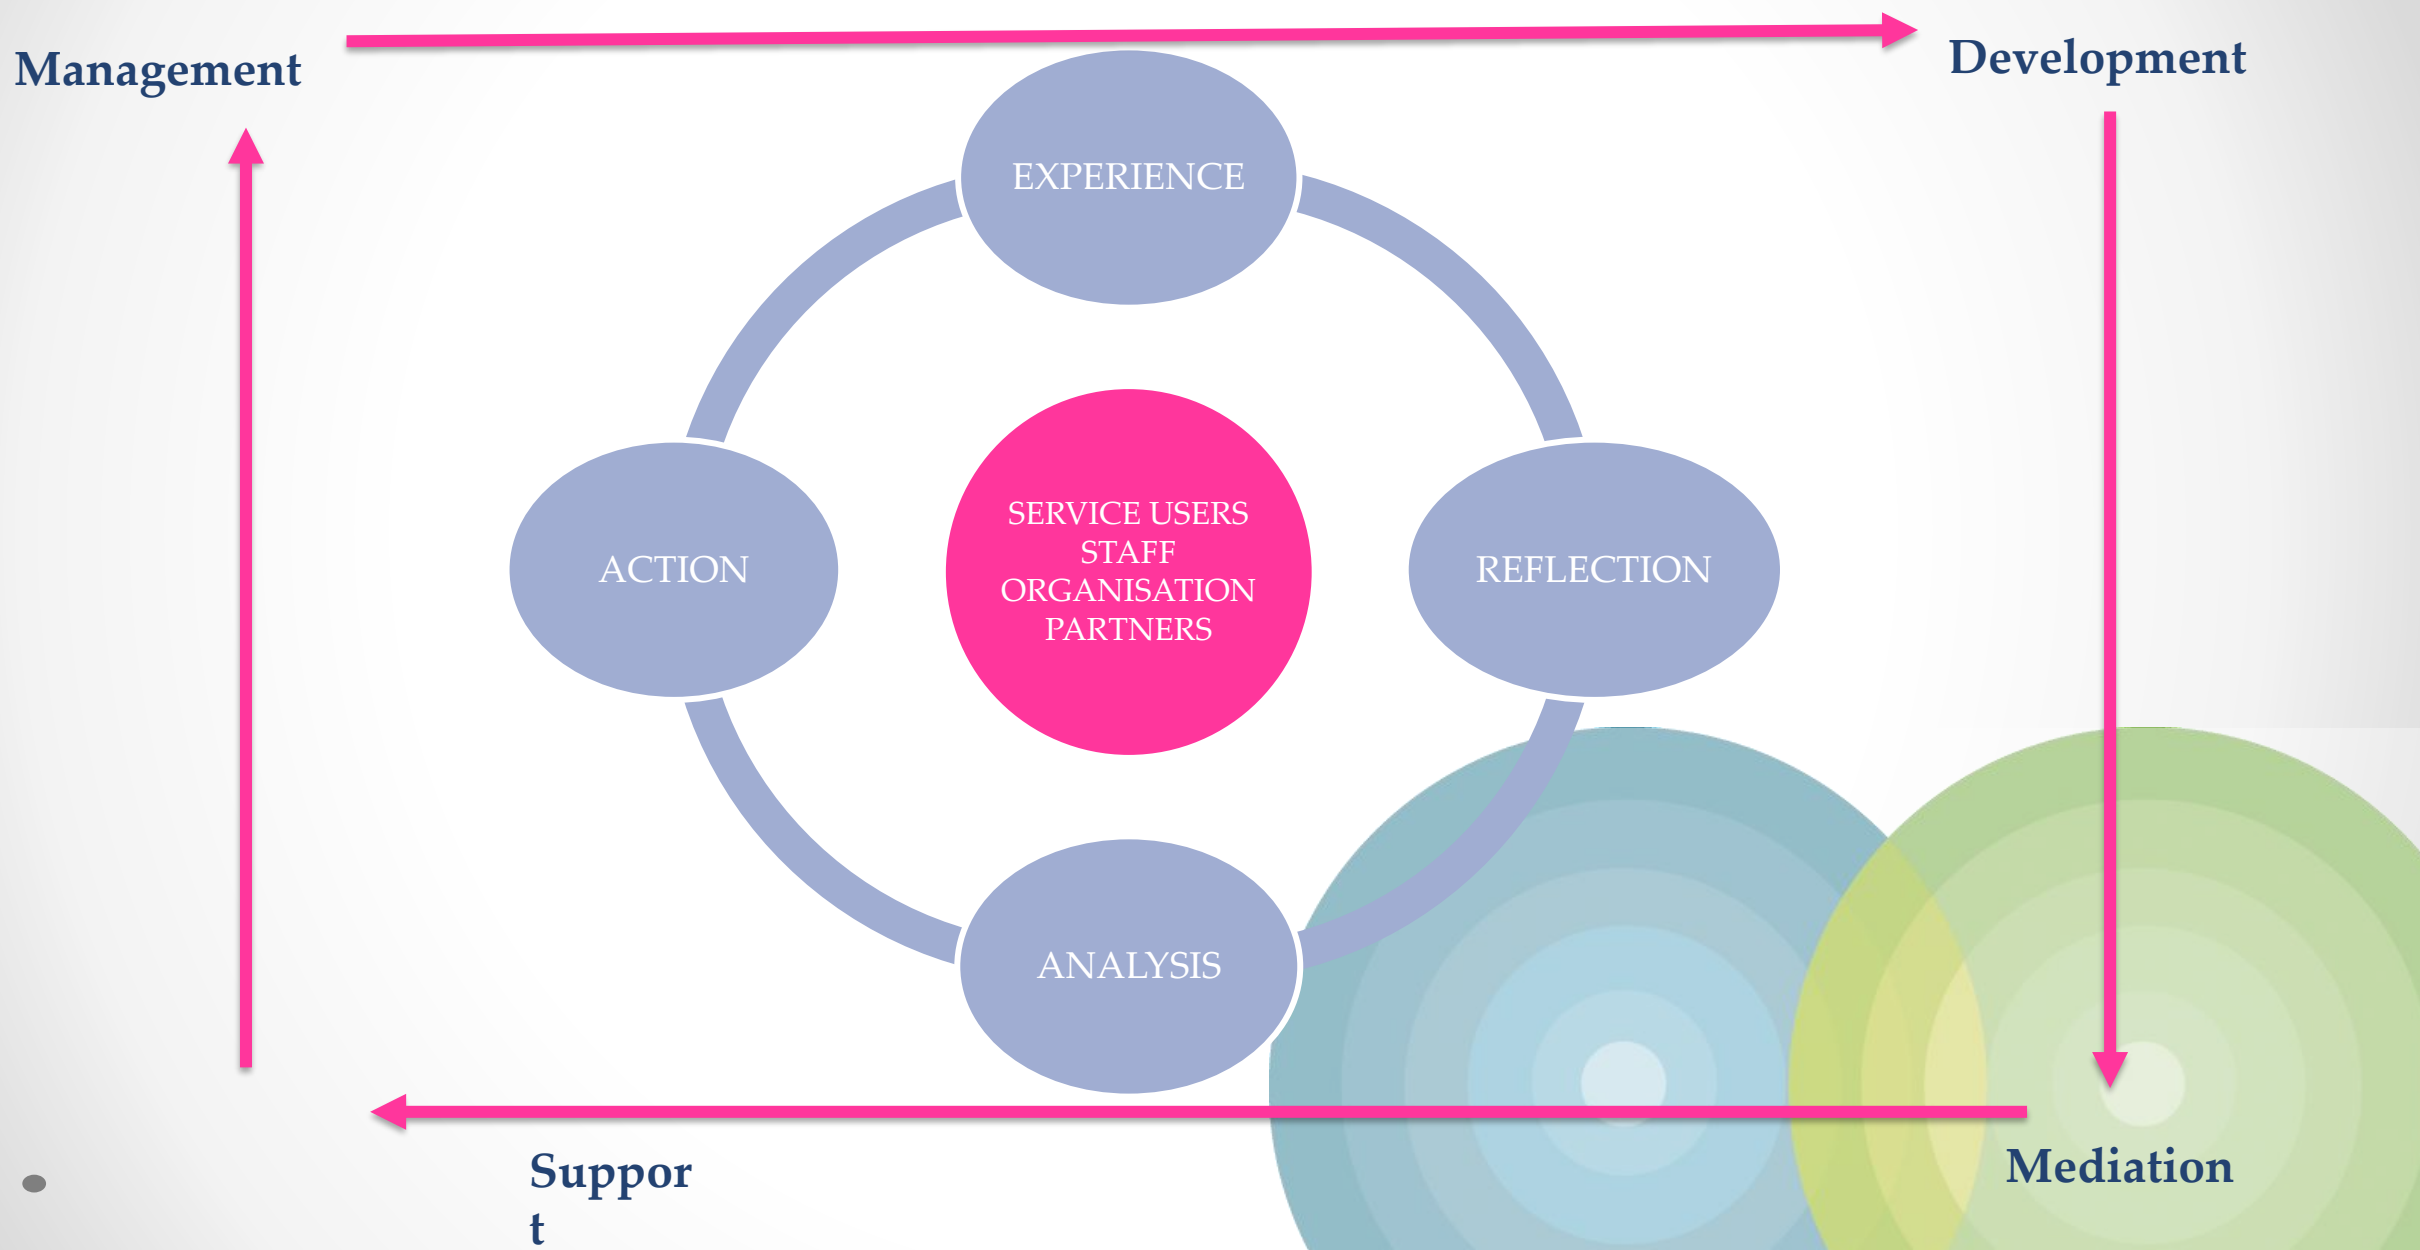 Management
Development
EXPERIENCE
SERVICE USERS
STAFF
ORGANISATION
PARTNERS
ACTION
REFLECTION
ANALYSIS
Suppor
t
Mediation